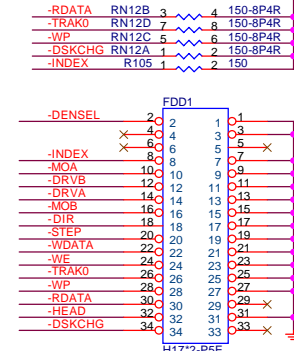 -RDATA RN12B 3 4 150-8P4R
-TRAK0 RN12D 7 8 150-8P4R
-WP RN12C 5 6 150-8P4R
-DSKCHG RN12A 1 2 150-8P4R
-INDEX R105 1 2 150
FDD1
-DENSEL 2 2 1 1
4 4 3 3
6 6 5 5
-INDEX 8 8 7 7
-MOA 10 10 9 9
-DRVB 12 12 11 11
-DRVA 14 14 13 13
-MOB 16 16 15 15
-DIR 18 18 17 17
-STEP 20 20 19 19
-WDATA 22 22 21 21
-WE 24 24 23 23
-TRAK0 26 26 25 25
-WP 28 28 27 27
-RDATA 30 30 29 29
-HEAD 32 32 31 31
-DSKCHG 34 34 33 33
H17*2-P5E